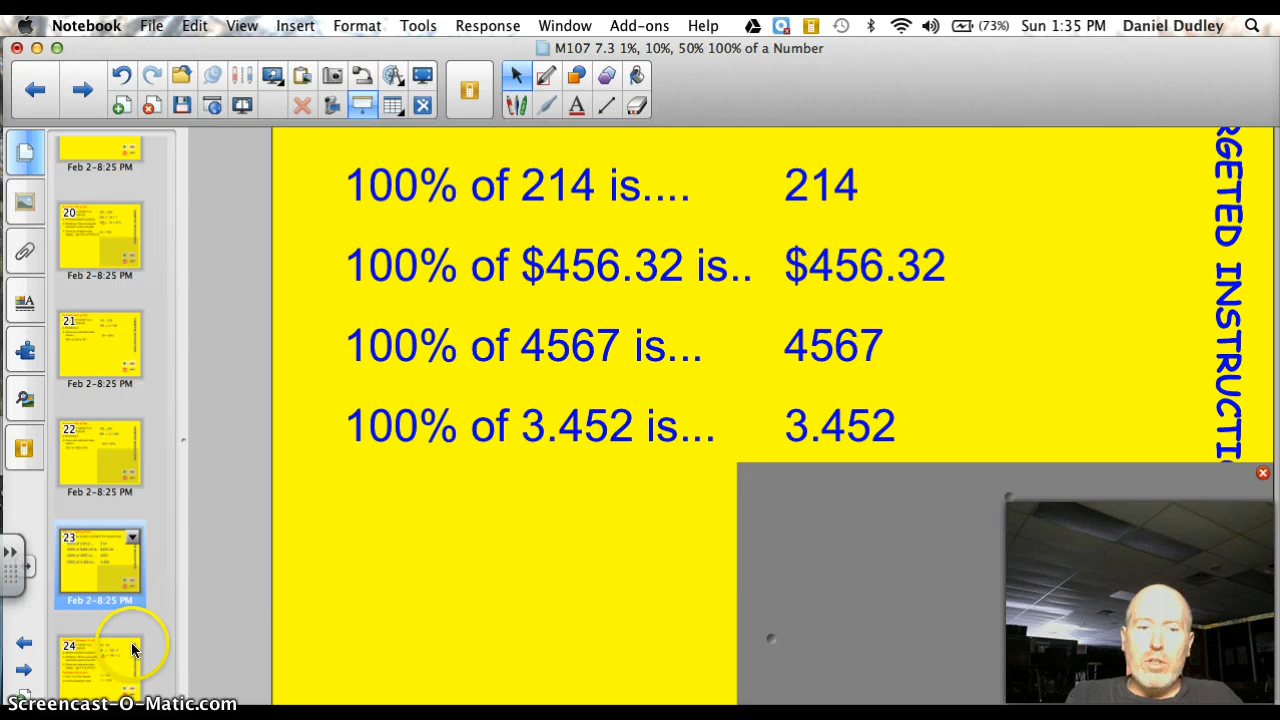 Notebook File Edit View Insert Format Tools Response Window Add-ons Help (73%) Sun 1:35 PM Daniel Dudley
M107 7.3 1%, 10%, 50% 100% of a Number
Feb 2-8:25 PM
20
Feb 2-8:25 PM
21
Feb 2-8:25 PM
22
Feb 2-8:25 PM
23
Feb 2-8:25 PM
24
100% of 214 is.... 214
100% of $456.32 is.. $456.32
100% of 4567 is... 4567
100% of 3.452 is... 3.452
Screencast-O-Matic.com